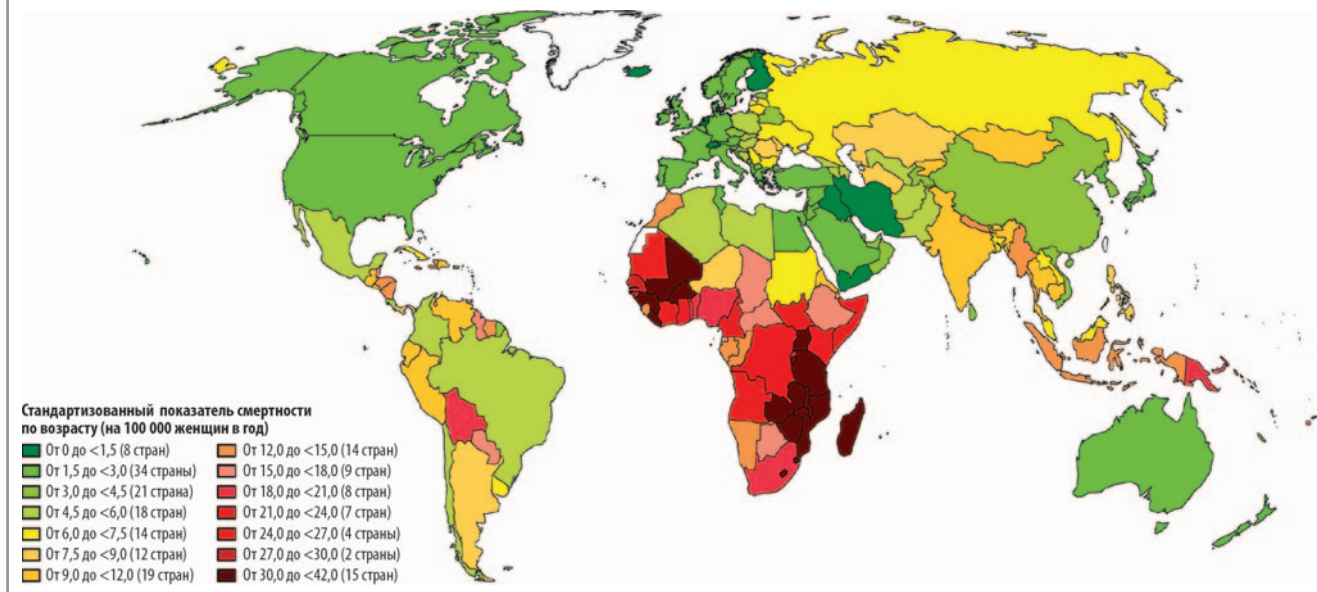 Стандартизованный показатель смертности
по возрасту (на 100 000 женщин в год)
От 0 до <1,5 (8 стран)
От 1,5 до <3,0 (34 страны)
От 3,0 до <4,5 (21 страна)
От 4,5 до <6,0 (18 стран)
От 6,0 до <7,5 (14 стран)
От 7,5 до <9,0 (12 стран)
От 9,0 до <12,0 (19 стран)
От 12,0 до <15,0 (14 стран)
От 15,0 до <18,0 (9 стран)
От 18,0 до <21,0 (8 стран)
От 21,0 до <24,0 (7 стран)
От 24,0 до <27,0 (4 страны)
От 27,0 до <30,0 (2 страны)
От 30,0 до <42,0 (15 стран)